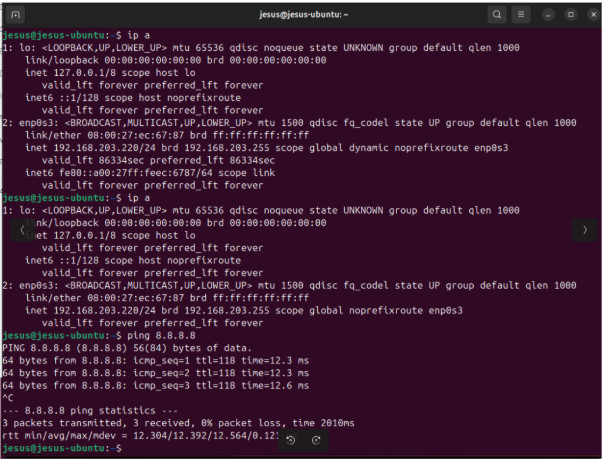 jesus@jesus-ubuntu: ~
jesus@jesus-ubuntu:~$ ip a
1: lo: <LOOPBACK,UP,LOWER_UP> mtu 65536 qdisc noqueue state UNKNOWN group default qlen 1000
link/loopback 00:00:00:00:00:00 brd 00:00:00:00:00:00
inet 127.0.0.1/8 scope host lo
valid_lft forever preferred_lft forever
inet6 ::1/128 scope host noprefixroute
valid_lft forever preferred_lft forever
2: enp0s3: <BROADCAST,MULTICAST,UP,LOWER_UP> mtu 1500 qdisc fq_codel state UP group default qlen 1000
link/ether 08:00:27:ec:67:87 brd ff:ff:ff:ff:ff:ff
inet 192.168.203.220/24 brd 192.168.203.255 scope global dynamic noprefixroute enp0s3
valid_lft 86334sec preferred_lft 86334sec
inet6 fe80::a00:27ff:feec:6787/64 scope link
valid_lft forever preferred_lft forever
jesus@jesus-ubuntu:~$ ip a
1: lo: <LOOPBACK,UP,LOWER_UP> mtu 65536 qdisc noqueue state UNKNOWN group default qlen 1000
nk/loopback 00:00:00:00:00:00 brd 00:00:00:00:00:00
net 127.0.0.1/8 scope host lo
valid_lft forever preferred_lft forever
inet6 ::1/128 scope host noprefixroute
valid_lft forever preferred_lft forever
2: enp0s3: <BROADCAST,MULTICAST,UP,LOWER_UP> mtu 1500 qdisc fq_codel state UP group default qlen 1000
link/ether 08:00:27:ec:67:87 brd ff:ff:ff:ff:ff:ff
inet 192.168.203.220/24 brd 192.168.203.255 scope global noprefixroute enp0s3
valid_lft forever preferred_lft forever
jesus@jesus-ubuntu:~$ ping 8.8.8.8
PING 8.8.8.8 (8.8.8.8) 56(84) bytes of data.
64 bytes from 8.8.8.8: icmp_seq=1 ttl=118 time=12.3 ms
64 bytes from 8.8.8.8: icmp_seq=2 ttl=118 time=12.3 ms
64 bytes from 8.8.8.8: icmp_seq=3 ttl=118 time=12.6 ms
^C
--- 8.8.8.8 ping statistics ---
3 packets transmitted, 3 received, 0% packet loss, time 2010ms
rtt min/avg/max/mdev = 12.304/12.392/12.564/0.121
jesus@jesus-ubuntu:~$